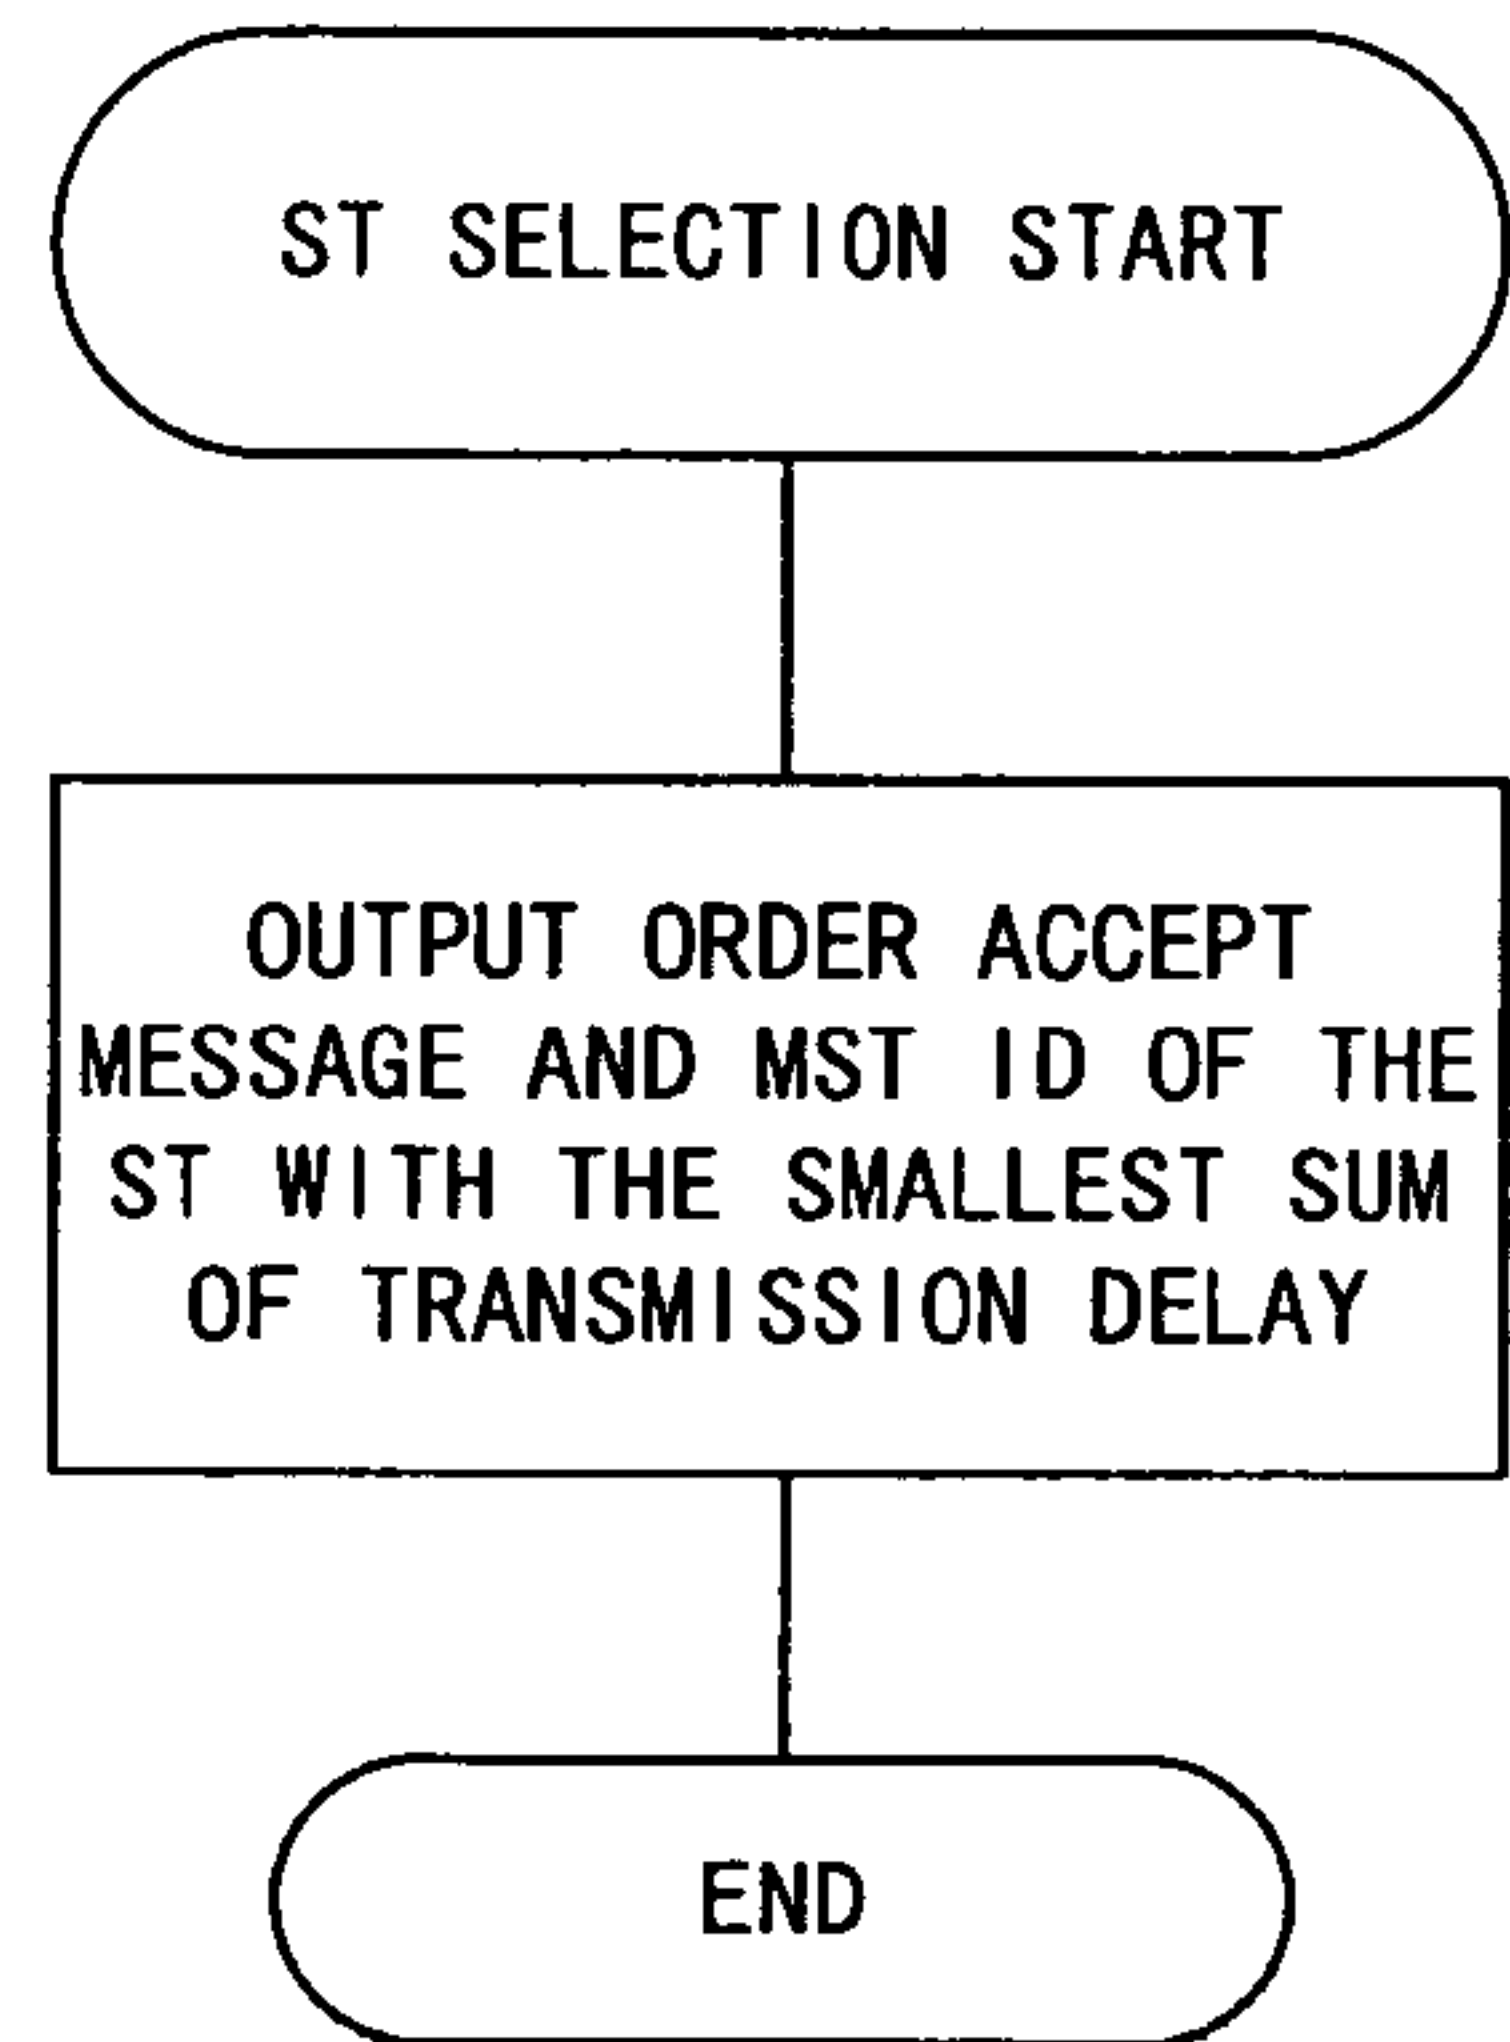 ST SELECTION START
OUTPUT ORDER ACCEPT
MESSAGE AND MST ID OF THE
ST WITH THE SMALLEST SUM
OF TRANSMISSION DELAY
END